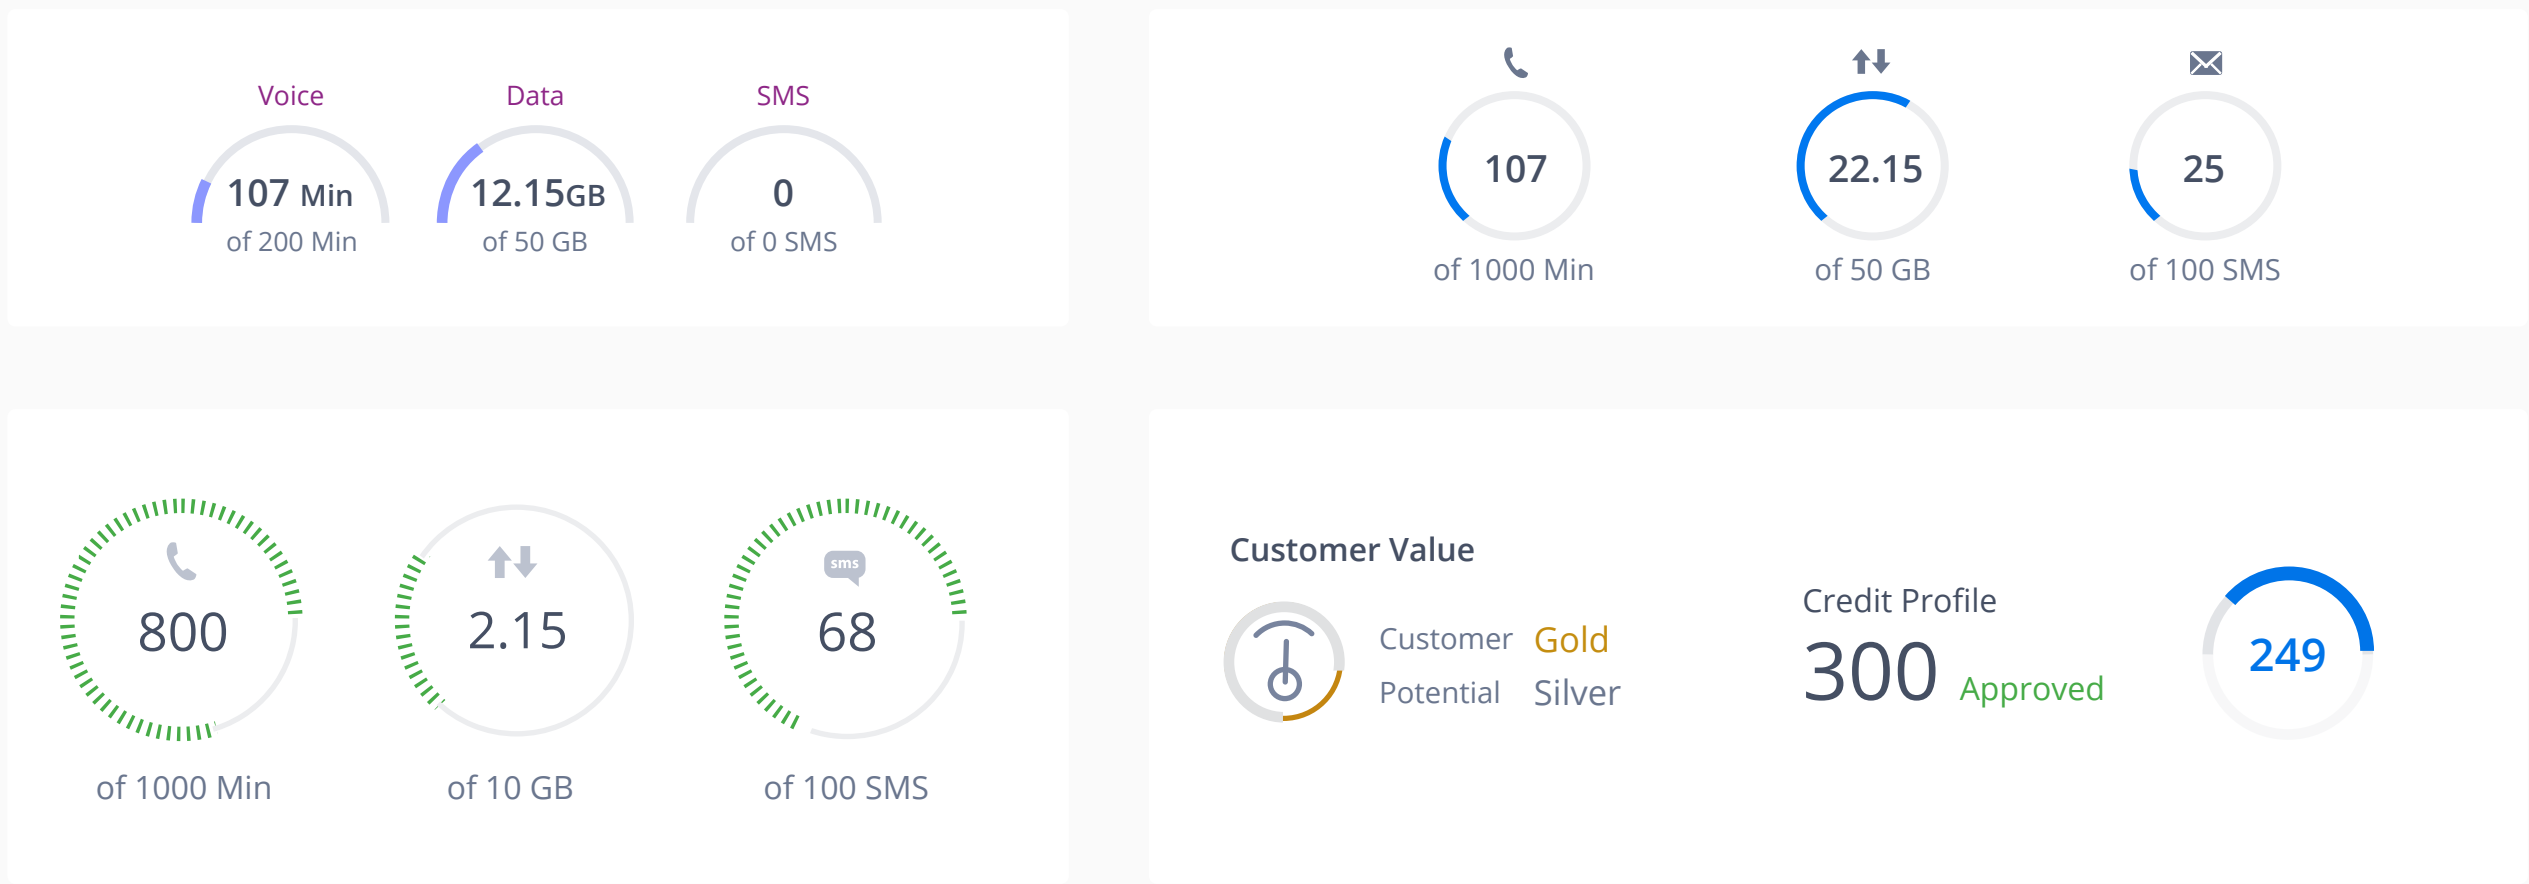 Voice
107 Min
of 200 Min
Data
12.15GB
of 50 GB
SMS
0
of 0 SMS
107
of 1000 Min
22.15
of 50 GB
25
of 100 SMS
800
of 1000 Min
2.15
of 10 GB
sms
68
of 100 SMS
Customer Value
Customer Gold
Potential Silver
Credit Profile
300 Approved
249